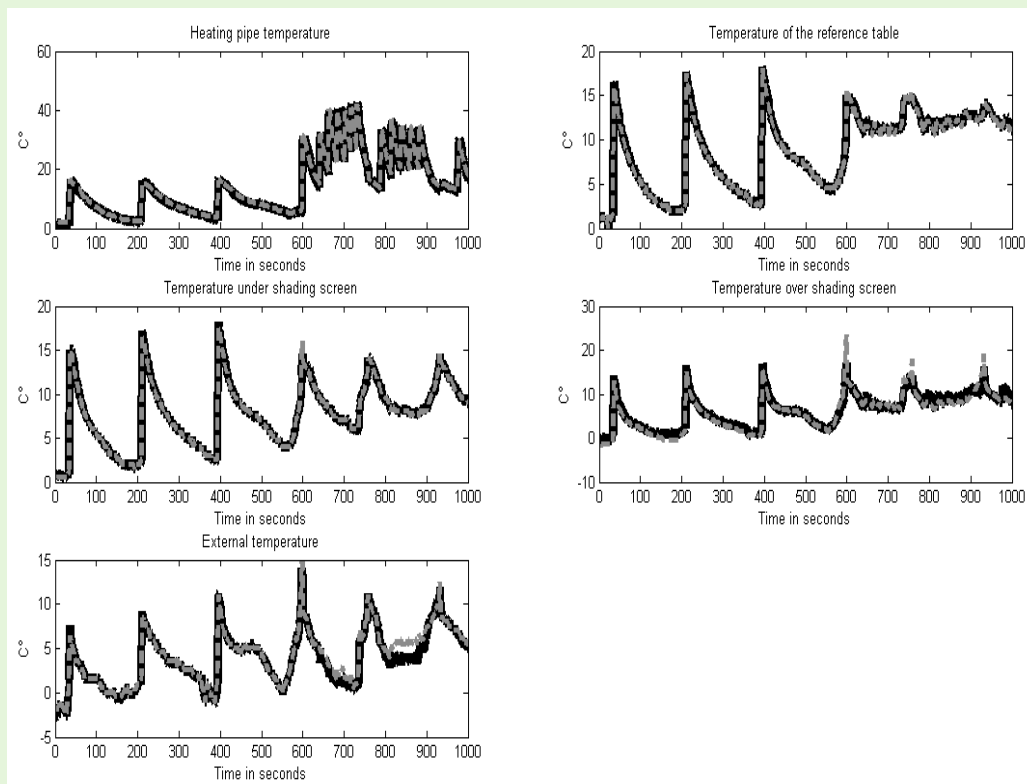 Heating pipe temperature
60
40
20
0
C°
0 100 200 300 400 500 600 700 800 900 1000
Time in seconds
Temperature of the reference table
20
15
10
5
0
C°
0 100 200 300 400 500 600 700 800 900 1000
Time in seconds
Temperature under shading screen
20
15
10
5
0
C°
0 100 200 300 400 500 600 700 800 900 1000
Time in seconds
Temperature over shading screen
30
20
10
0
-10
C°
0 100 200 300 400 500 600 700 800 900 1000
Time in seconds
External temperature
15
10
5
0
-5
C°
0 100 200 300 400 500 600 700 800 900 1000
Time in seconds